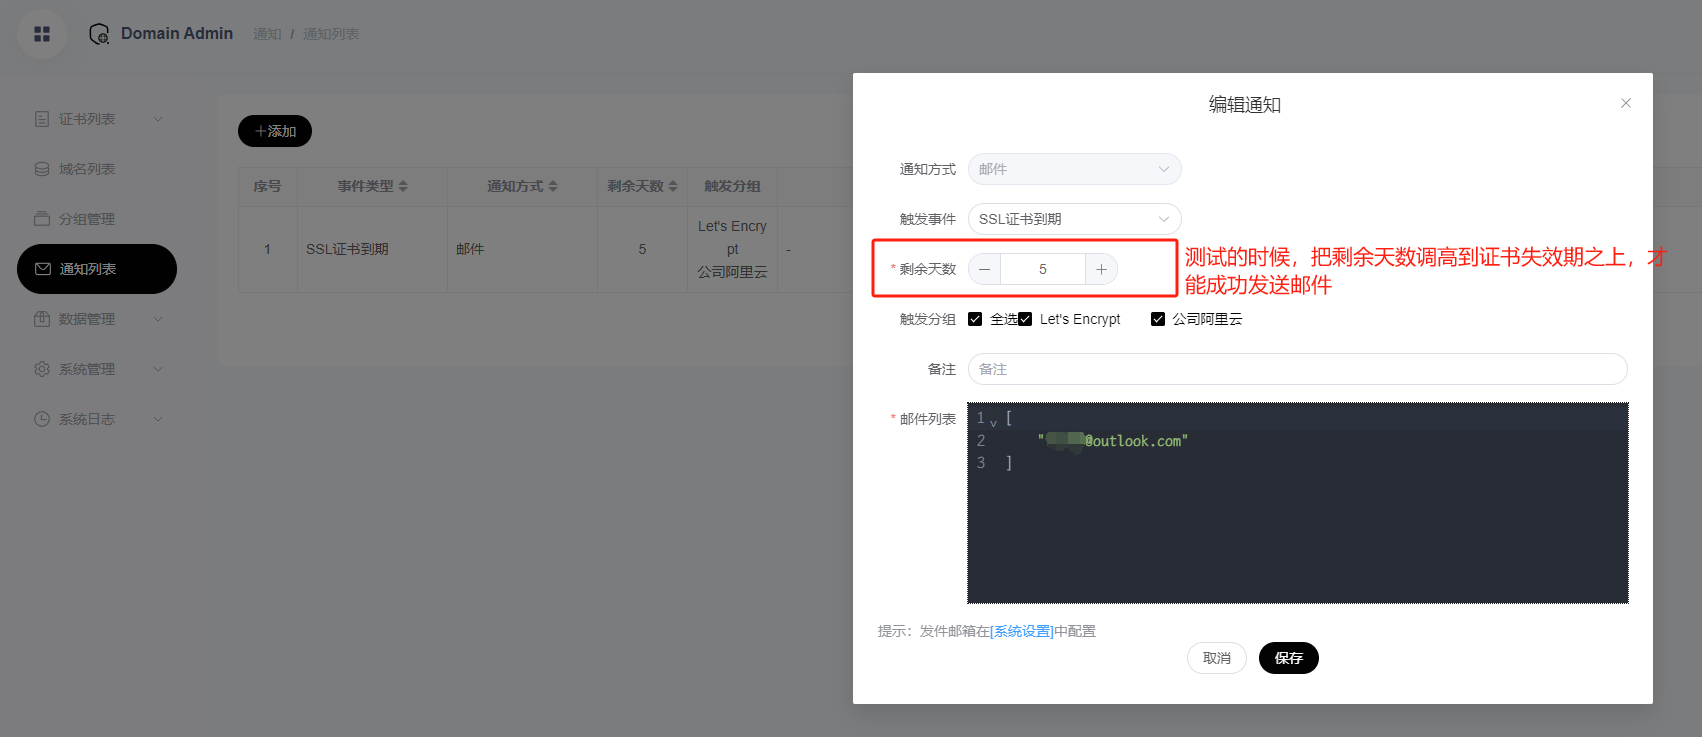 Domain Admin 通知 / 通知列表
证书列表
域名列表
分组管理
通知列表
数据管理
系统管理
系统日志
+添加
序号 事件类型 通知方式 剩余天数 触发分组
1 SSL证书到期 邮件 5 Let's Encry
pt
公司阿里云 -
编辑通知
通知方式 邮件
触发事件 SSL证书到期
* 剩余天数 － 5 +
测试的时候，把剩余天数调高到证书失效期之上，才
能成功发送邮件
触发分组 全选 Let's Encrypt 公司阿里云
备注 备注
* 邮件列表
1 [
2 "@outlook.com"
3 ]
提示：发件邮箱在[系统设置]中配置
取消 保存